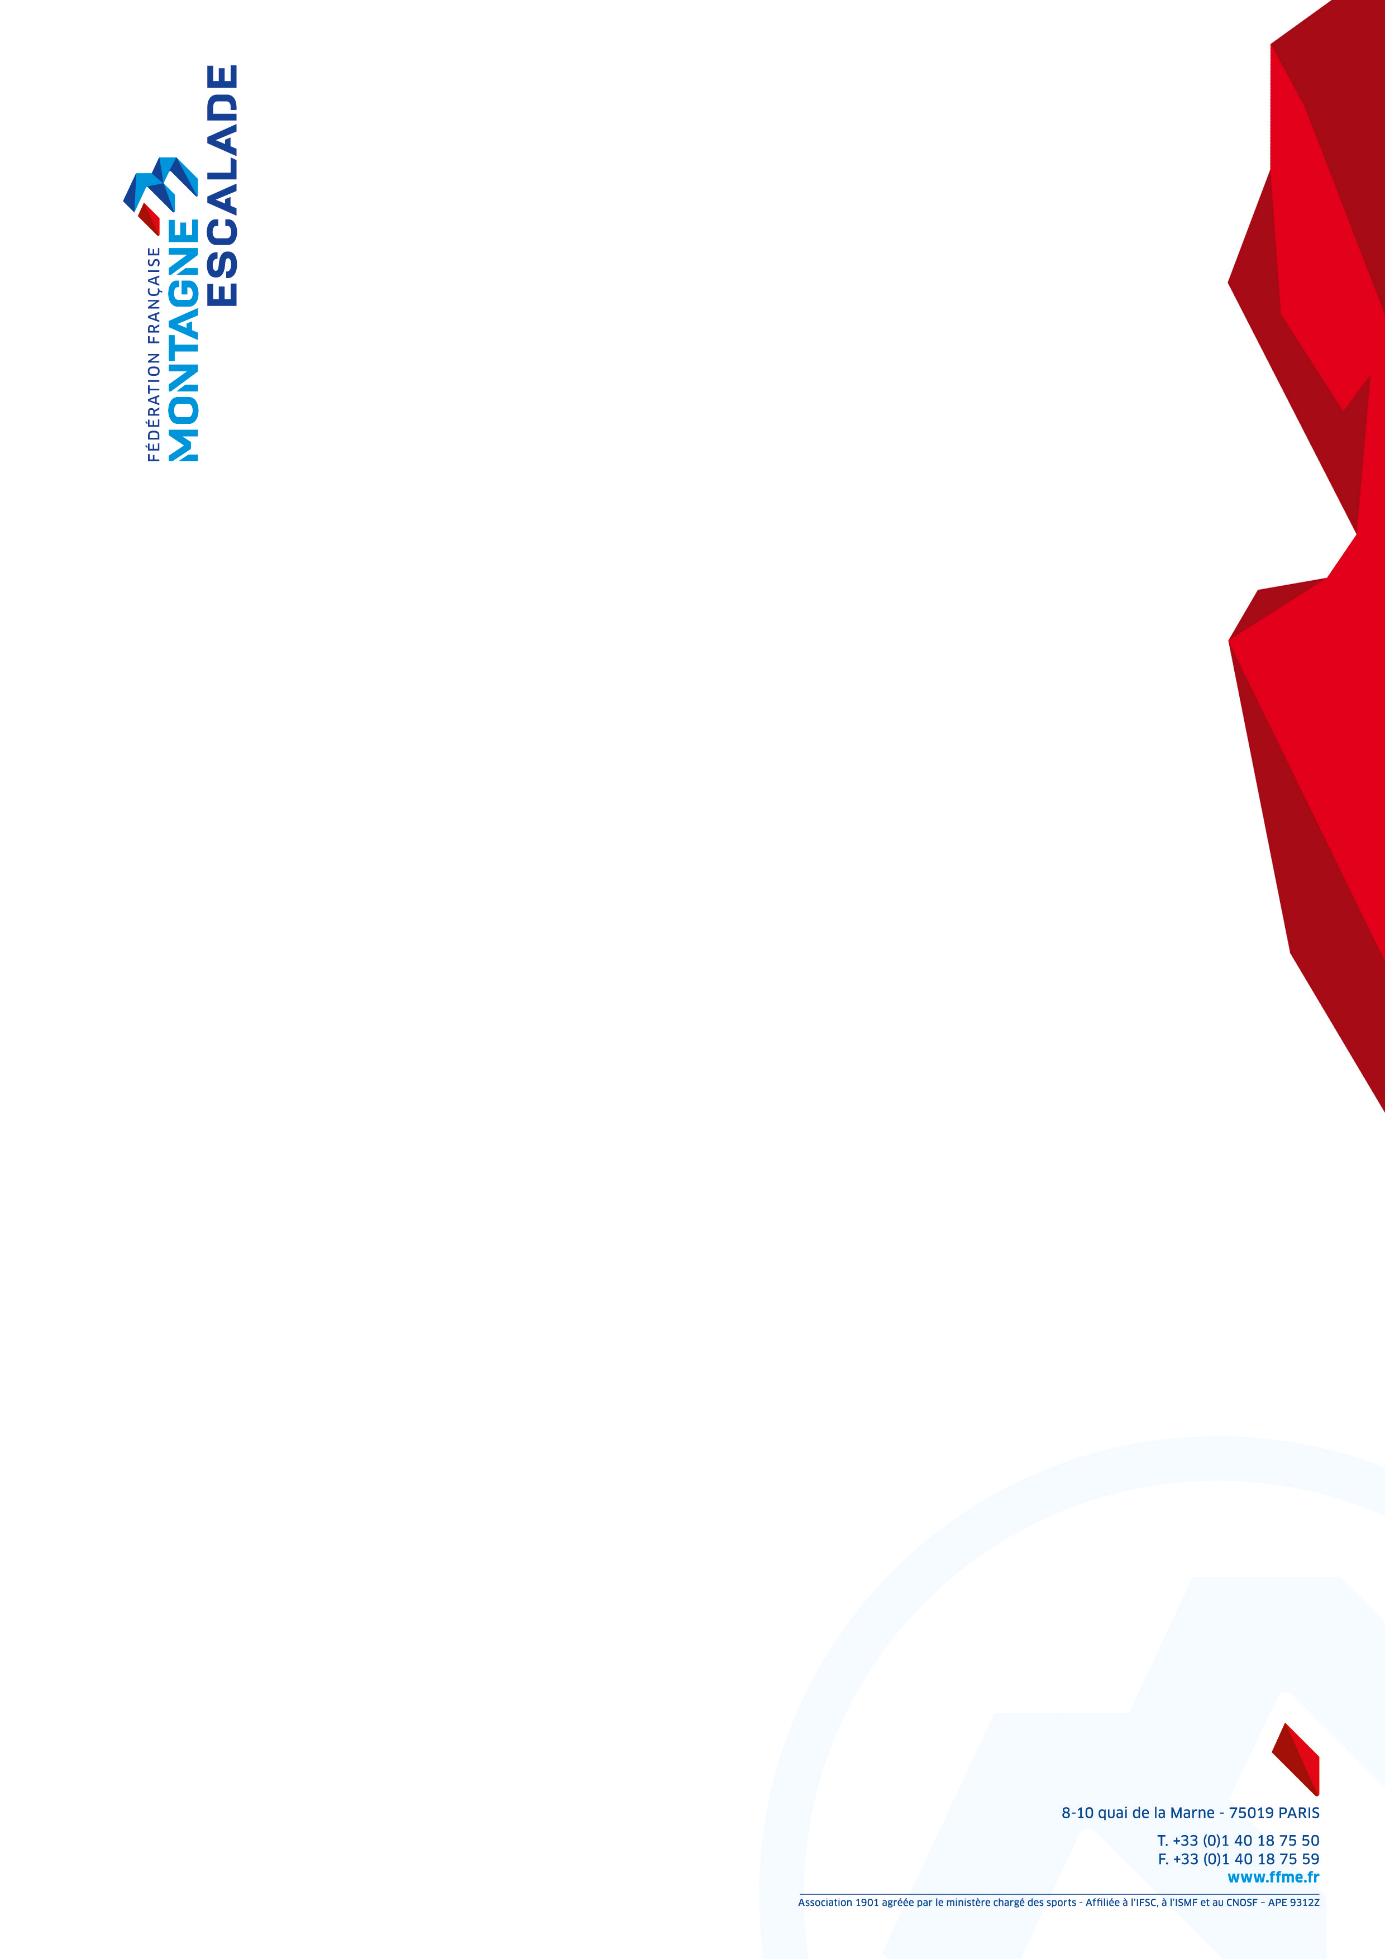 FÉDÉRATION FRANÇAISE
MONTAGNE
ESCALADE
8-10 quai de la Marne - 75019 PARIS
T. +33 (0)1 40 18 75 50
F. +33 (0)1 40 18 75 59
www.ffme.fr
Association 1901 agréée par le ministère chargé des sports - Affiliée à l'IFSC, à l'ISMF et au CNOSF – APE 9312Z